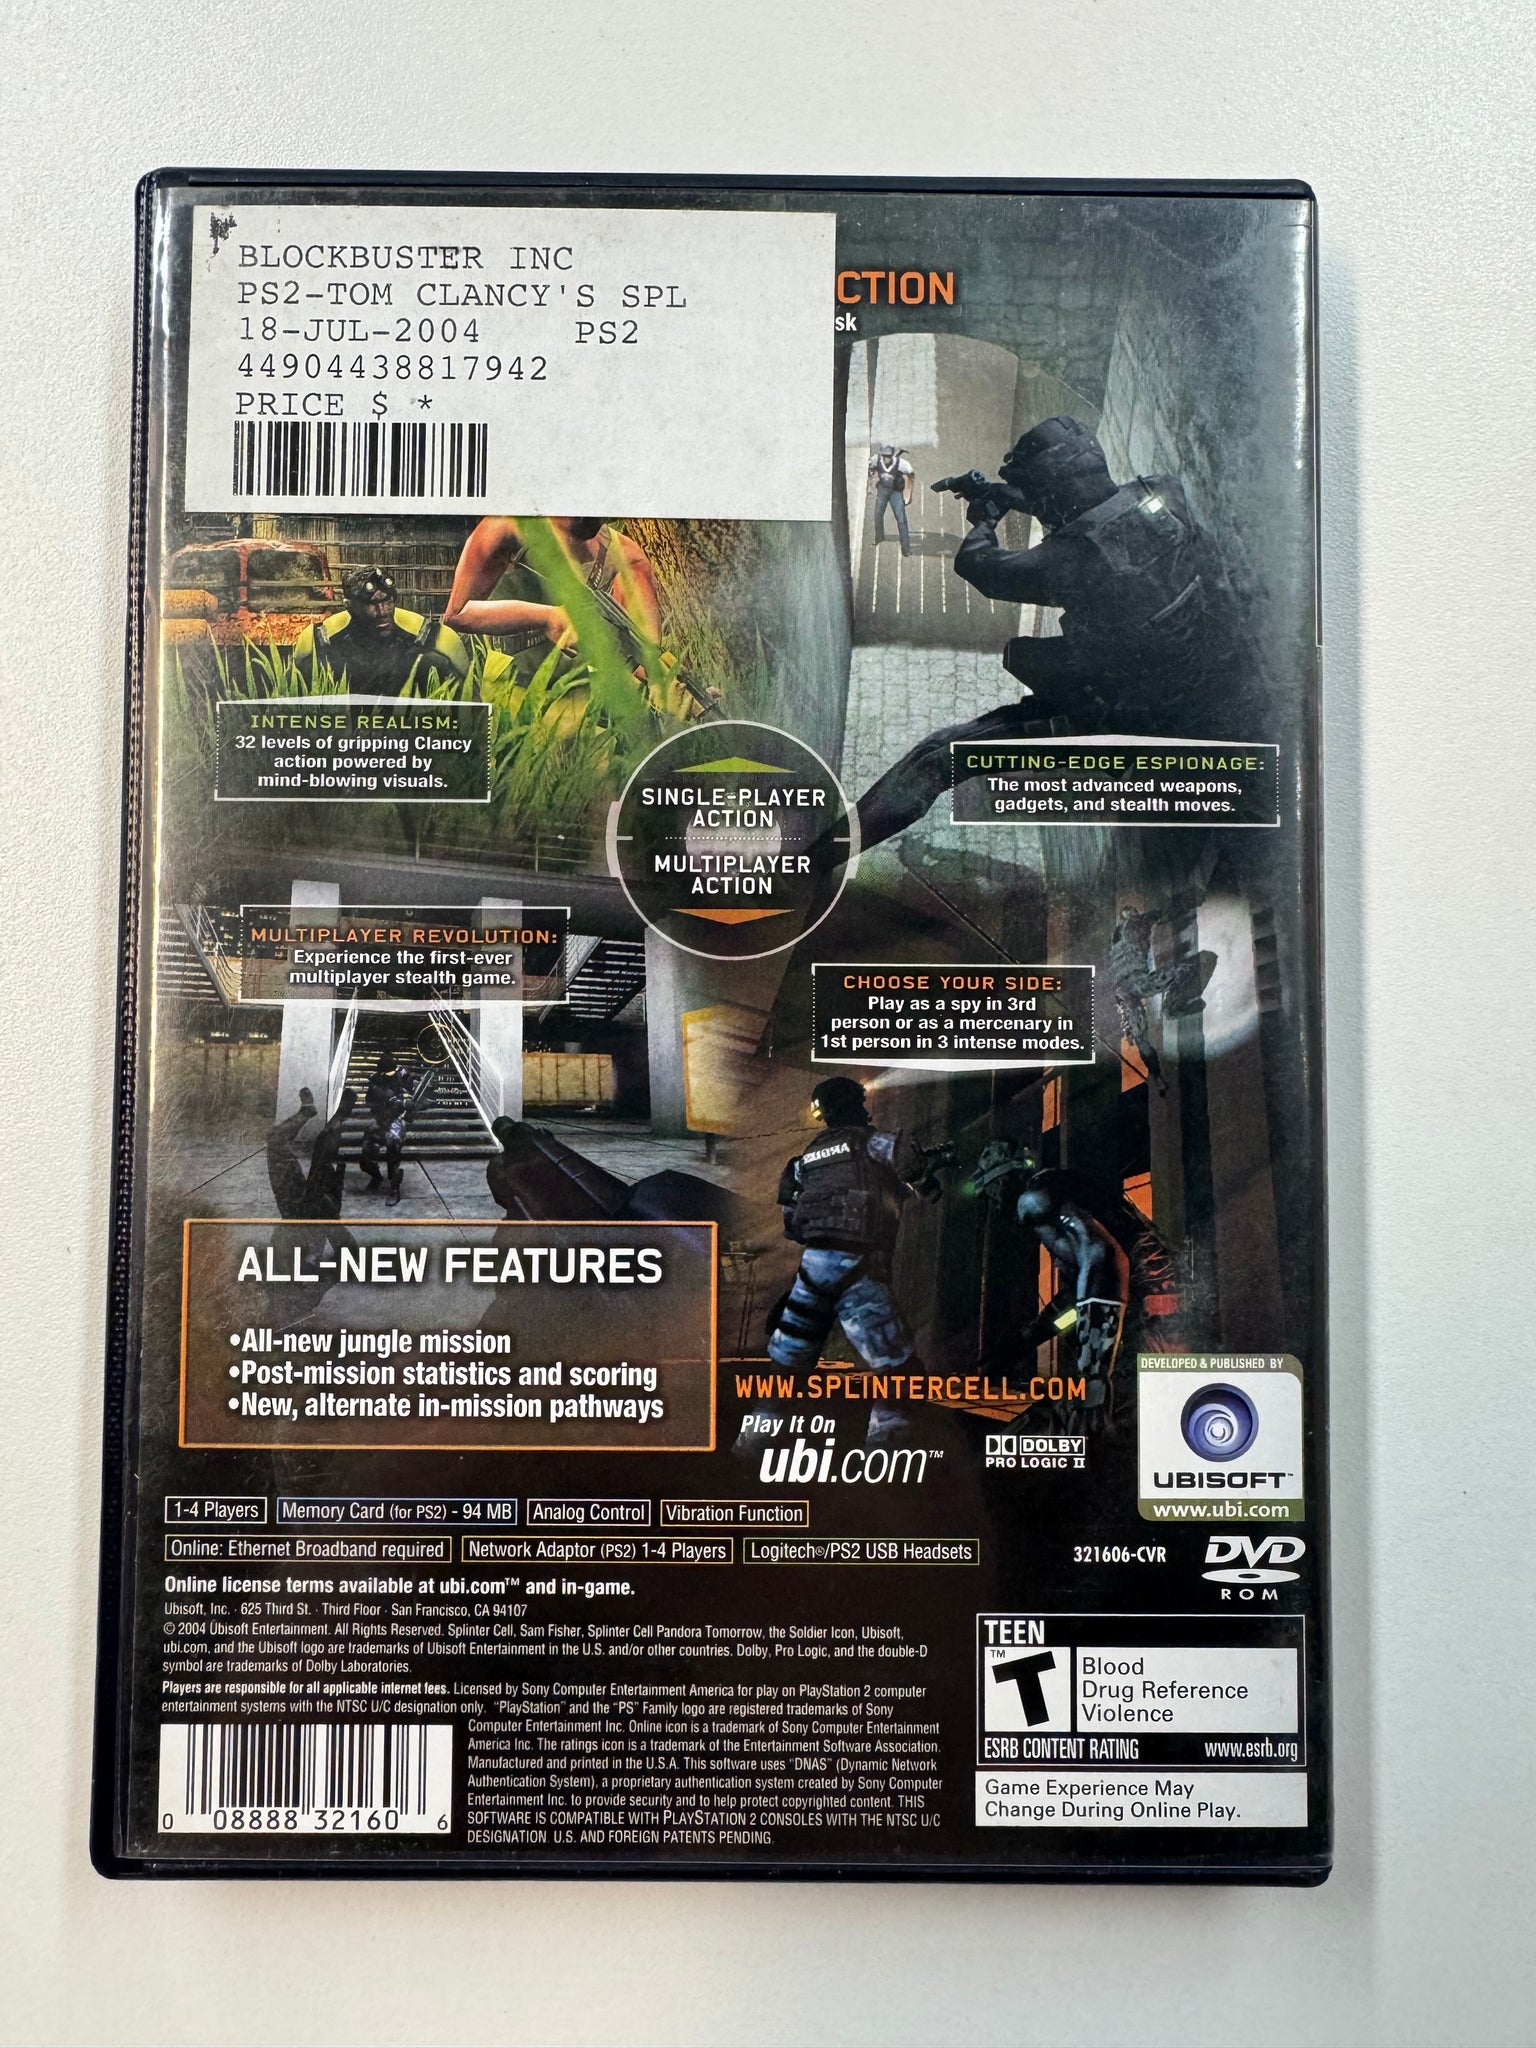 BLOCKBUSTER INC
PS2-TOM CLANCY'S SPL
18-JUL-2004 PS2
44904438817942
PRICE $ *
CTION
sk
INTENSE REALISM:
32 levels of gripping Clancy
action powered by
mind-blowing visuals.
CUTTING-EDGE ESPIONAGE:
The most advanced weapons,
gadgets, and stealth moves.
SINGLE-PLAYER
ACTION
MULTIPLAYER
ACTION
MULTIPLAYER REVOLUTION:
Experience the first-ever
multiplayer stealth game.
CHOOSE YOUR SIDE:
Play as a spy in 3rd
person or as a mercenary in
1st person in 3 intense modes.
ALL-NEW FEATURES
•All-new jungle mission
•Post-mission statistics and scoring
•New, alternate in-mission pathways
WWW.SPLINTERCELL.COM
Play It On
ubi.com™
DOLBY
PRO LOGIC II
DEVELOPED & PUBLISHED BY
UBISOFT™
www.ubi.com
1-4 Players Memory Card (for PS2) - 94 MB Analog Control Vibration Function
Online: Ethernet Broadband required Network Adaptor (PS2) 1-4 Players Logitech®/PS2 USB Headsets
321606-CVR
DVD
ROM
Online license terms available at ubi.com™ and in-game.
Ubisoft, Inc. · 625 Third St. · Third Floor · San Francisco, CA 94107
© 2004 Ubisoft Entertainment. All Rights Reserved. Splinter Cell, Sam Fisher, Splinter Cell Pandora Tomorrow, the Soldier Icon, Ubisoft,
ubi.com, and the Ubisoft logo are trademarks of Ubisoft Entertainment in the U.S. and/or other countries. Dolby, Pro Logic, and the double-D
symbol are trademarks of Dolby Laboratories.
Players are responsible for all applicable internet fees. Licensed by Sony Computer Entertainment America for play on PlayStation 2 computer
entertainment systems with the NTSC U/C designation only. "PlayStation" and the "PS" Family logo are registered trademarks of Sony
Computer Entertainment Inc. Online icon is a trademark of Sony Computer Entertainment
America Inc. The ratings icon is a trademark of the Entertainment Software Association.
Manufactured and printed in the U.S.A. This software uses "DNAS" (Dynamic Network
Authentication System), a proprietary authentication system created by Sony Computer
Entertainment Inc. to provide security and to help protect copyrighted content. THIS
SOFTWARE IS COMPATIBLE WITH PLAYSTATION 2 CONSOLES WITH THE NTSC U/C
DESIGNATION. U.S. AND FOREIGN PATENTS PENDING.
0 08888 32160 6
TEEN
T™
Blood
Drug Reference
Violence
ESRB CONTENT RATING www.esrb.org
Game Experience May
Change During Online Play.